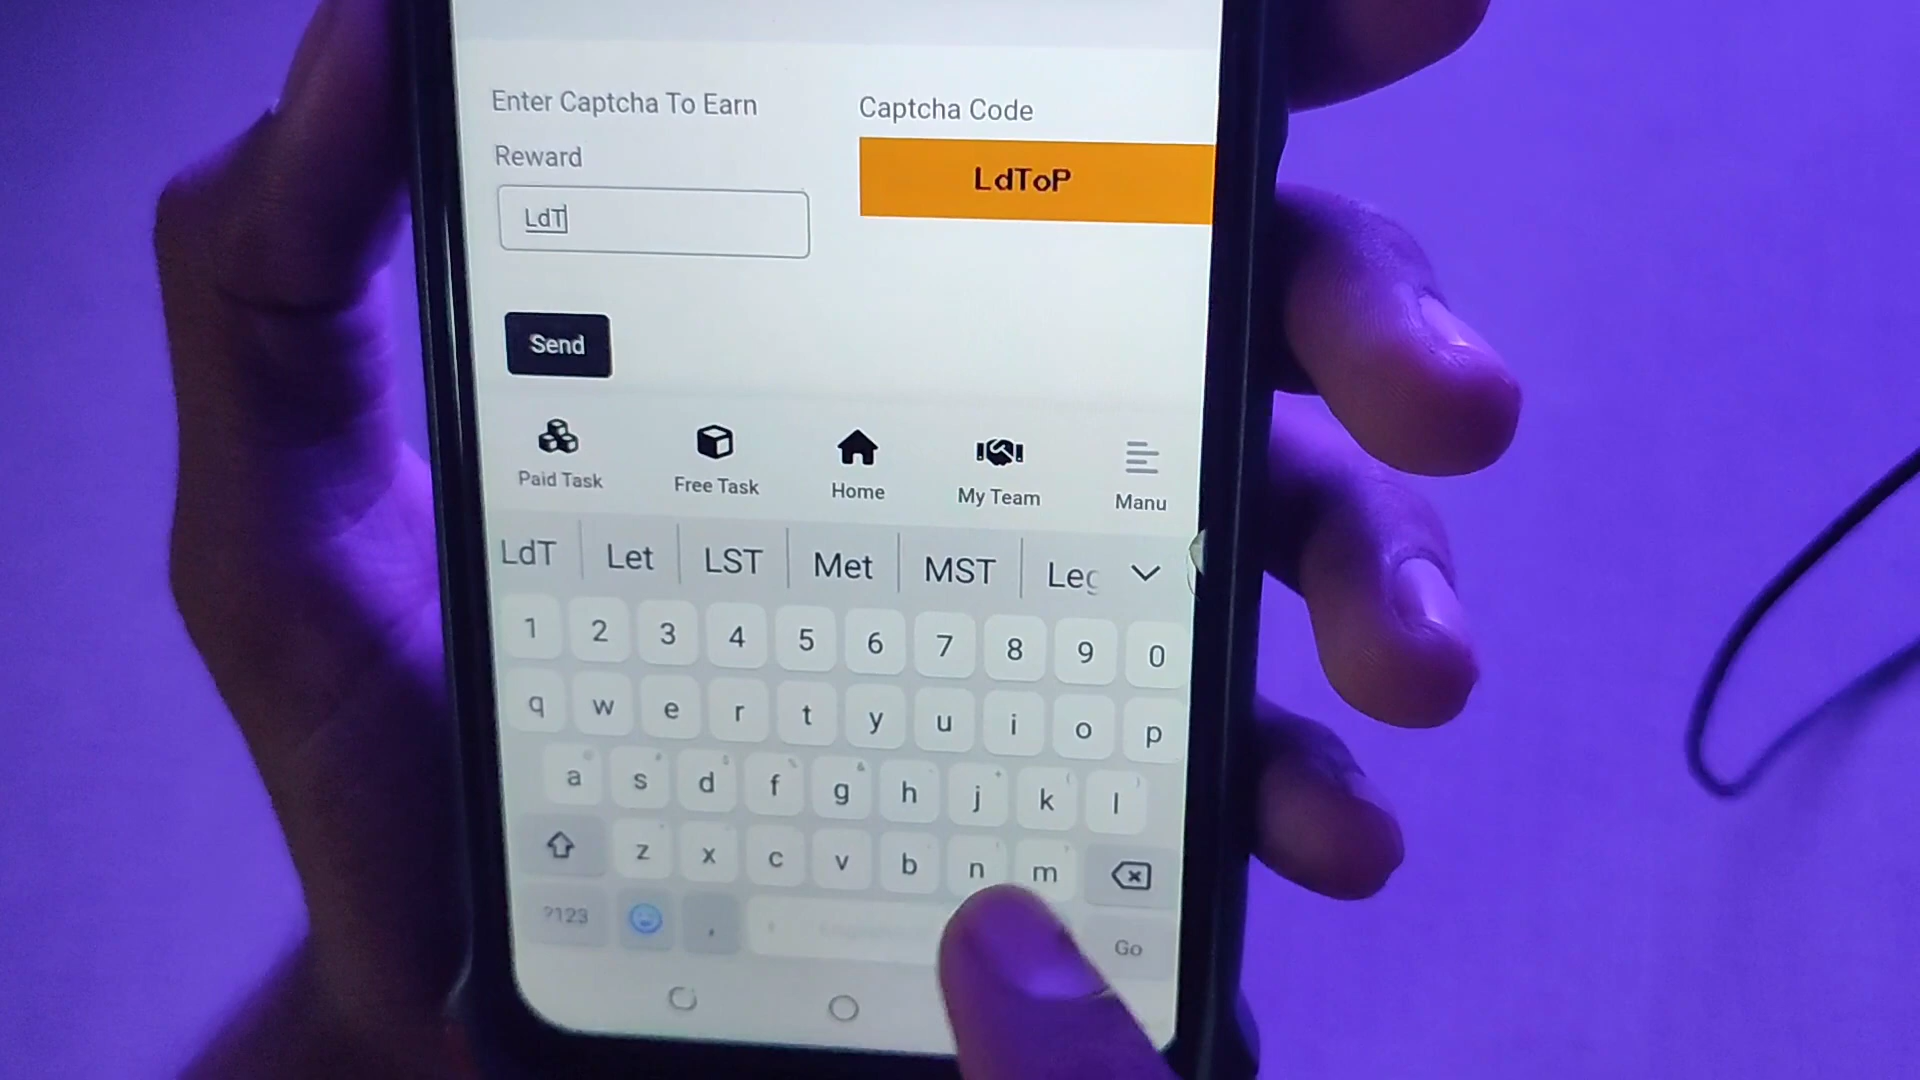 Enter Captcha To Earn
Reward
Captcha Code
LdToP
LdT
Send
Paid Task
Free Task
Home
My Team
Manu
LdT
Let
LST
Met
MST
1 2 3 4 5 6 7 8 9 0
q w e r t y u i o p
a s d f g h j k l
z x c v b n m
?123
,
Go